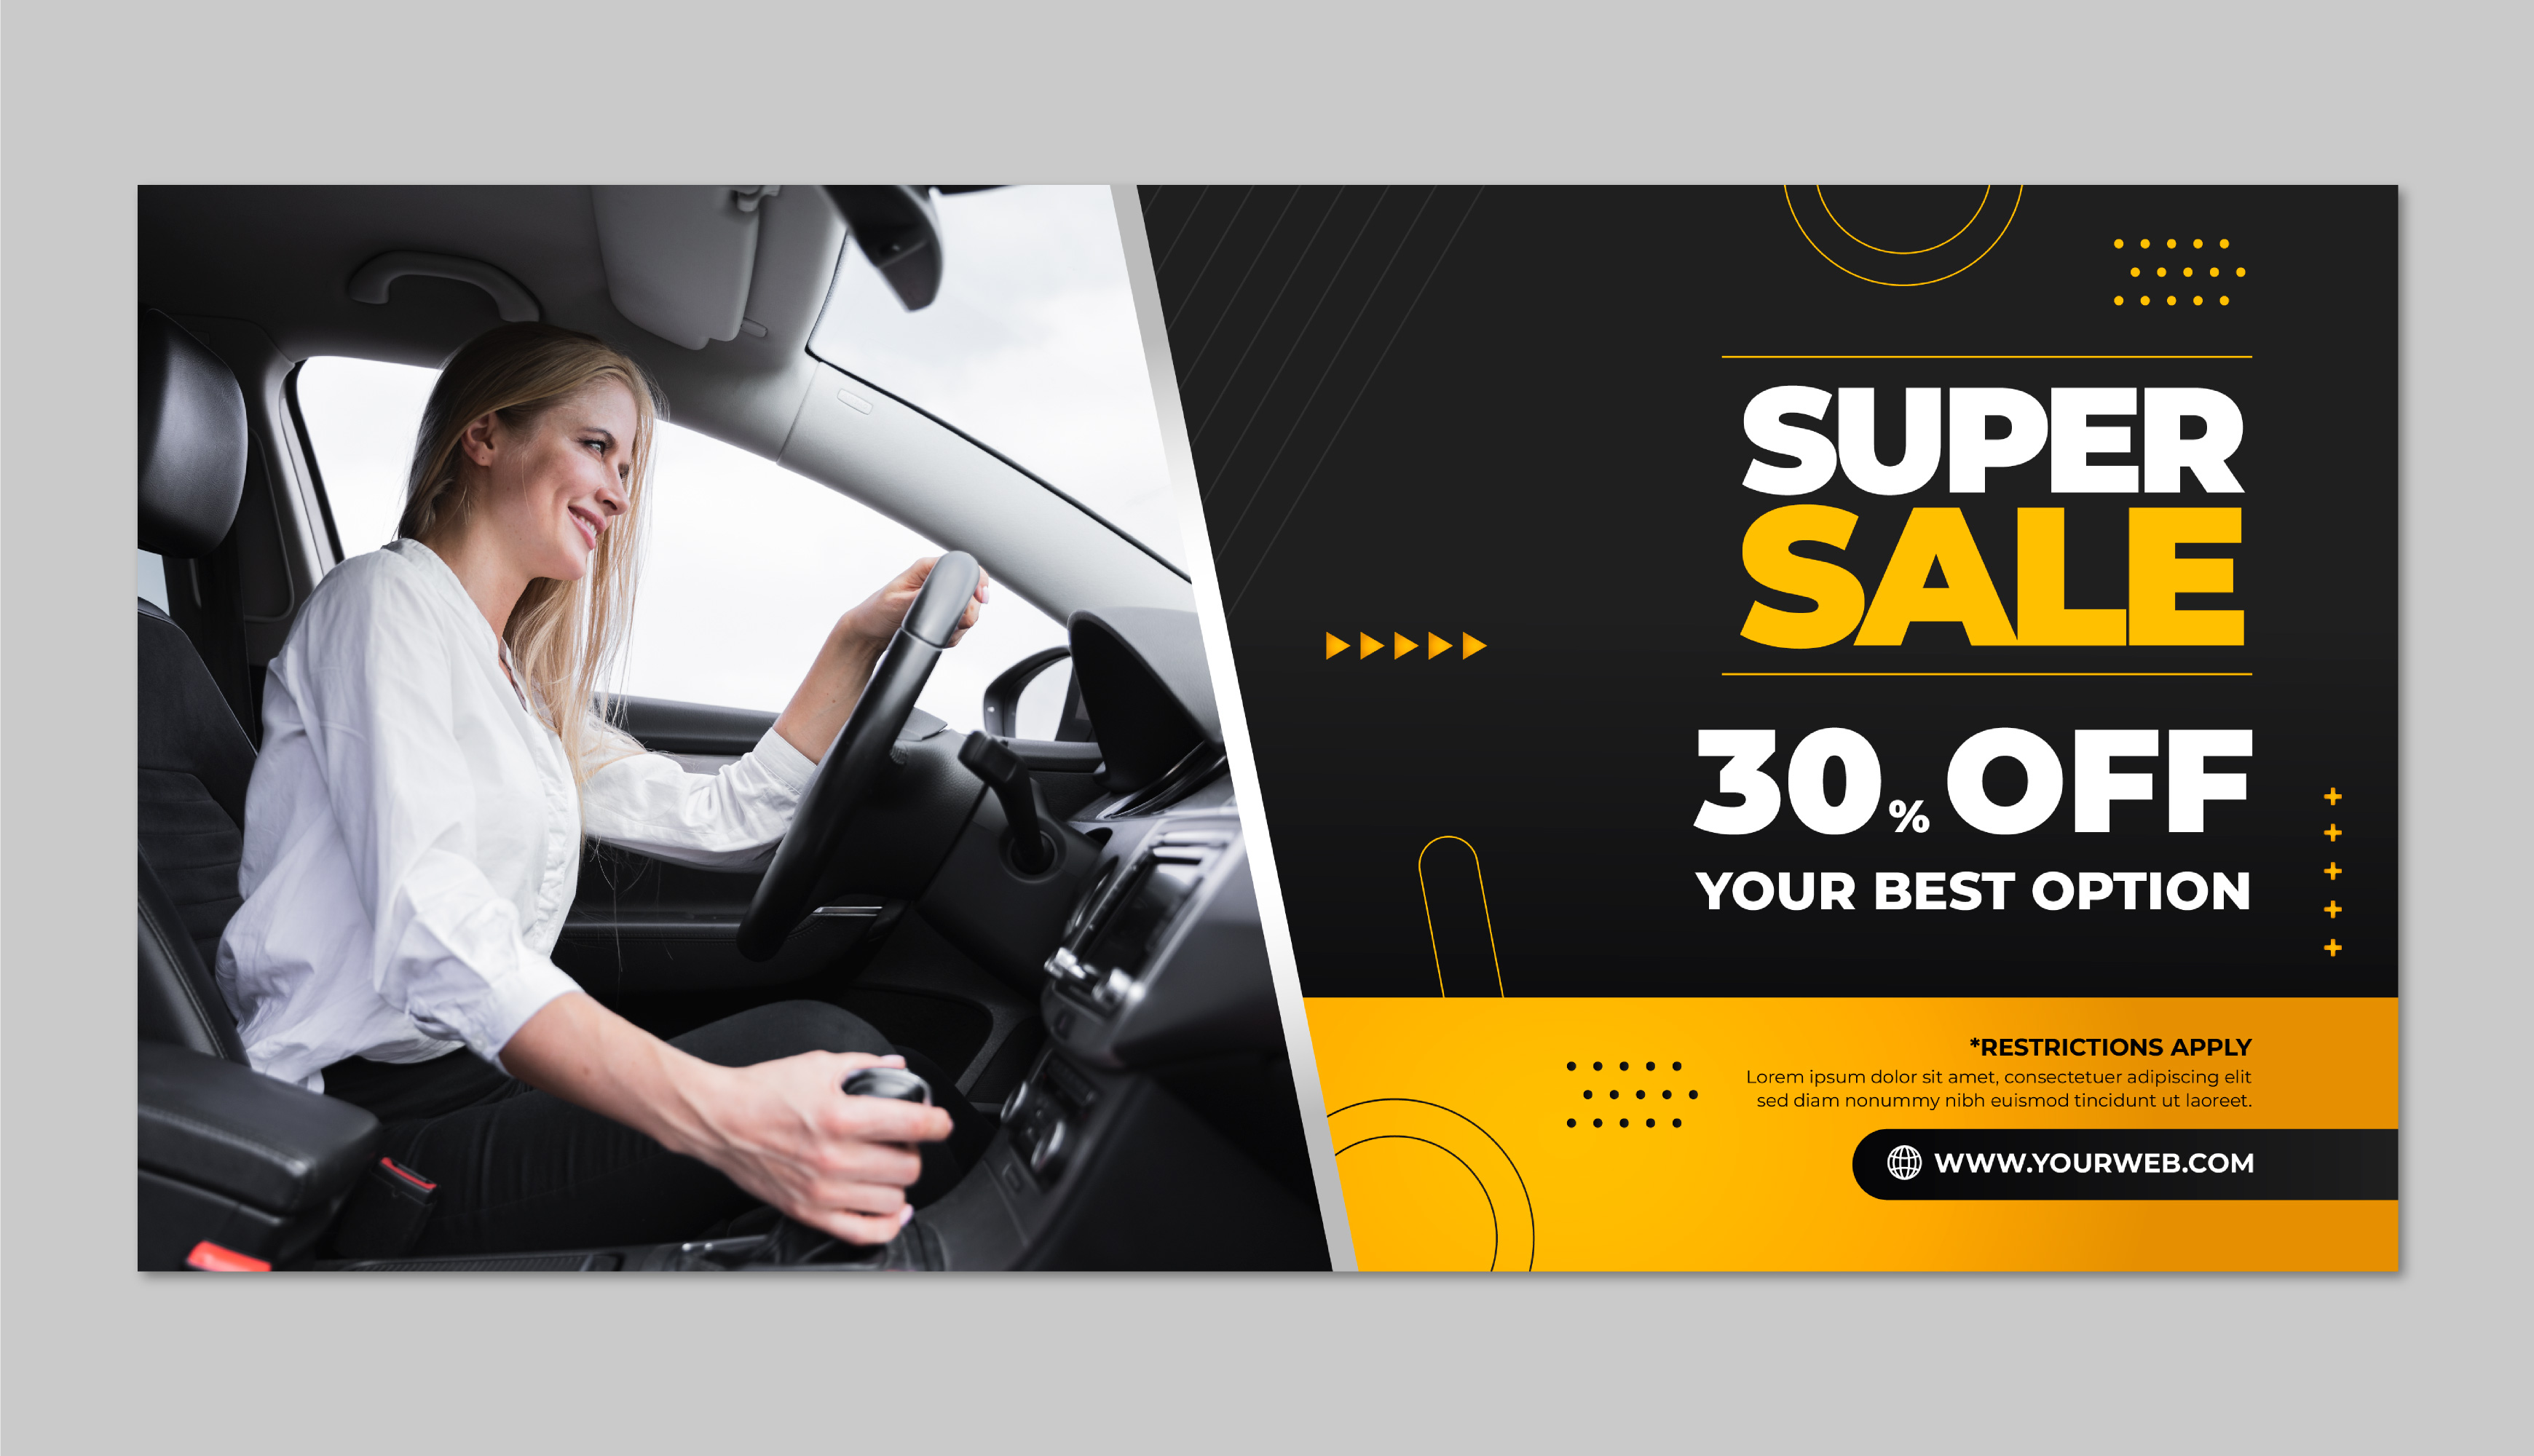 SUPER
SALE
30% OFF
YOUR BEST OPTION
*RESTRICTIONS APPLY
Lorem ipsum dolor sit amet, consectetuer adipiscing elit
sed diam nonummy nibh euismod tincidunt ut laoreet.
WWW.YOURWEB.COM